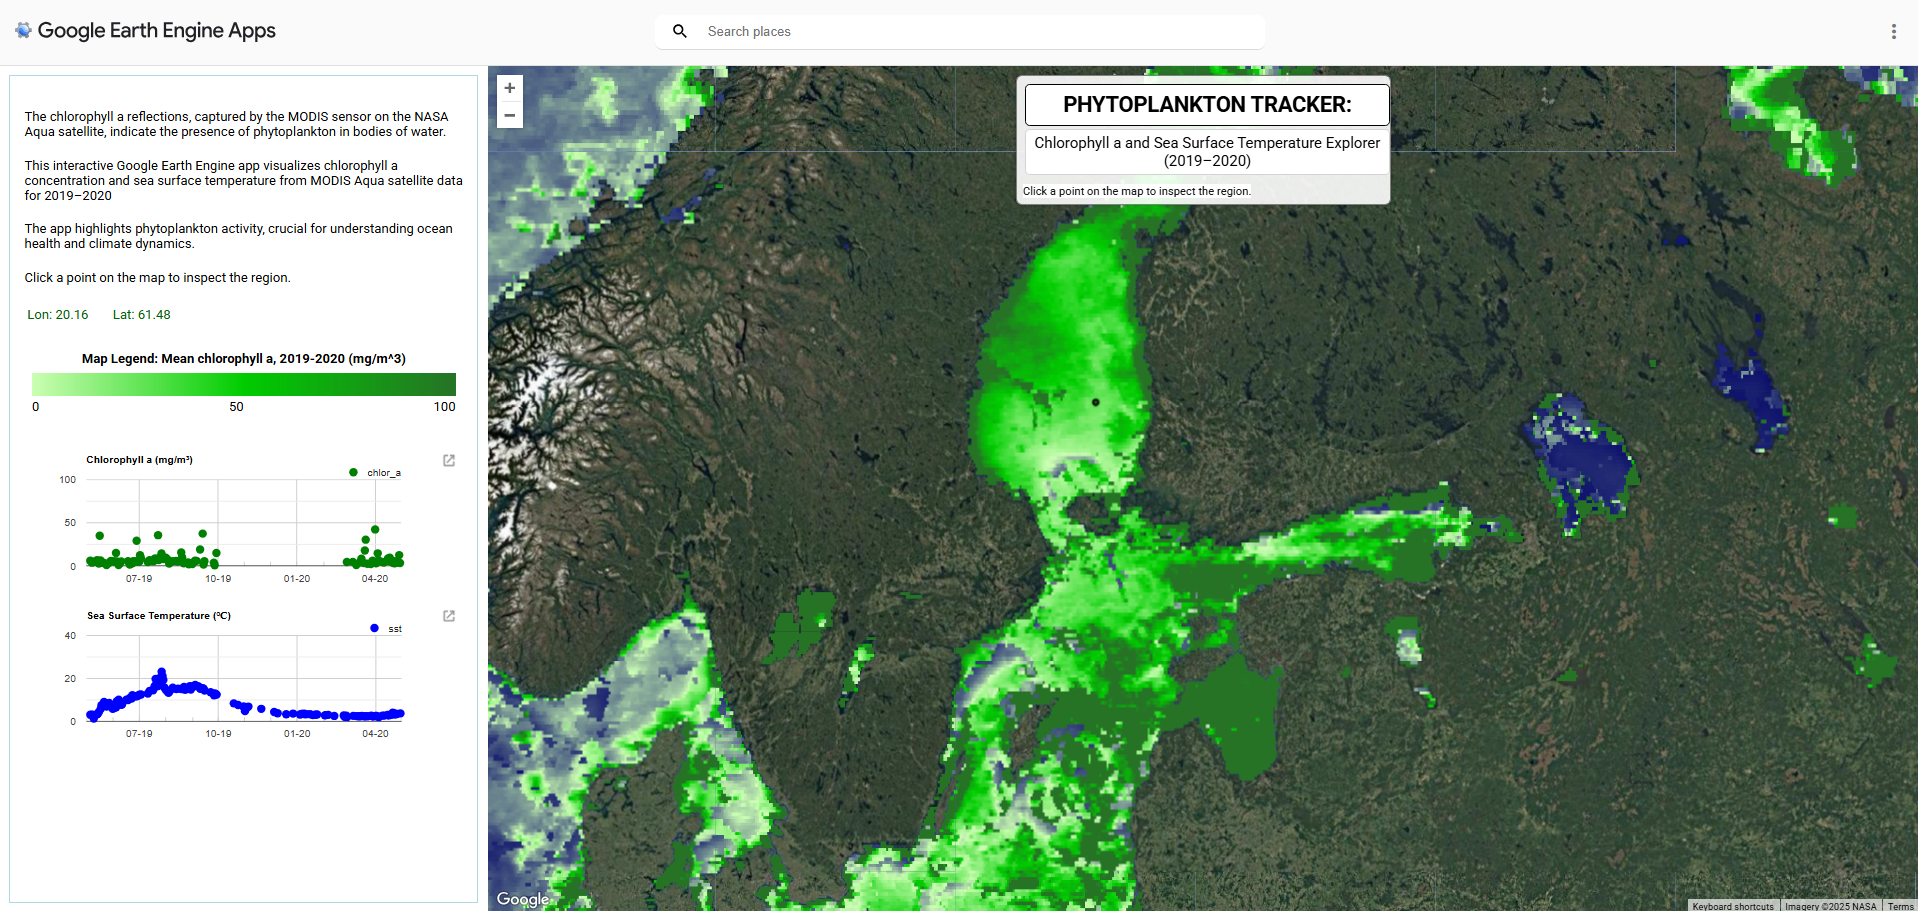 Google Earth Engine Apps
Search places
The chlorophyll a reflections, captured by the MODIS sensor on the NASA
Aqua satellite, indicate the presence of phytoplankton in bodies of water.
This interactive Google Earth Engine app visualizes chlorophyll a
concentration and sea surface temperature from MODIS Aqua satellite data
for 2019–2020
The app highlights phytoplankton activity, crucial for understanding ocean
health and climate dynamics.
Click a point on the map to inspect the region.
Lon: 20.16 Lat: 61.48
Map Legend: Mean chlorophyll a, 2019-2020 (mg/m^3)
0 50 100
Chlorophyll a (mg/m³)
chlor_a
100
50
0
07-19 10-19 01-20 04-20
Sea Surface Temperature (ºC)
sst
40
20
0
07-19 10-19 01-20 04-20
+
−
PHYTOPLANKTON TRACKER:
Chlorophyll a and Sea Surface Temperature Explorer
(2019–2020)
Click a point on the map to inspect the region.
Google
Keyboard shortcuts Imagery ©2025 NASA Terms